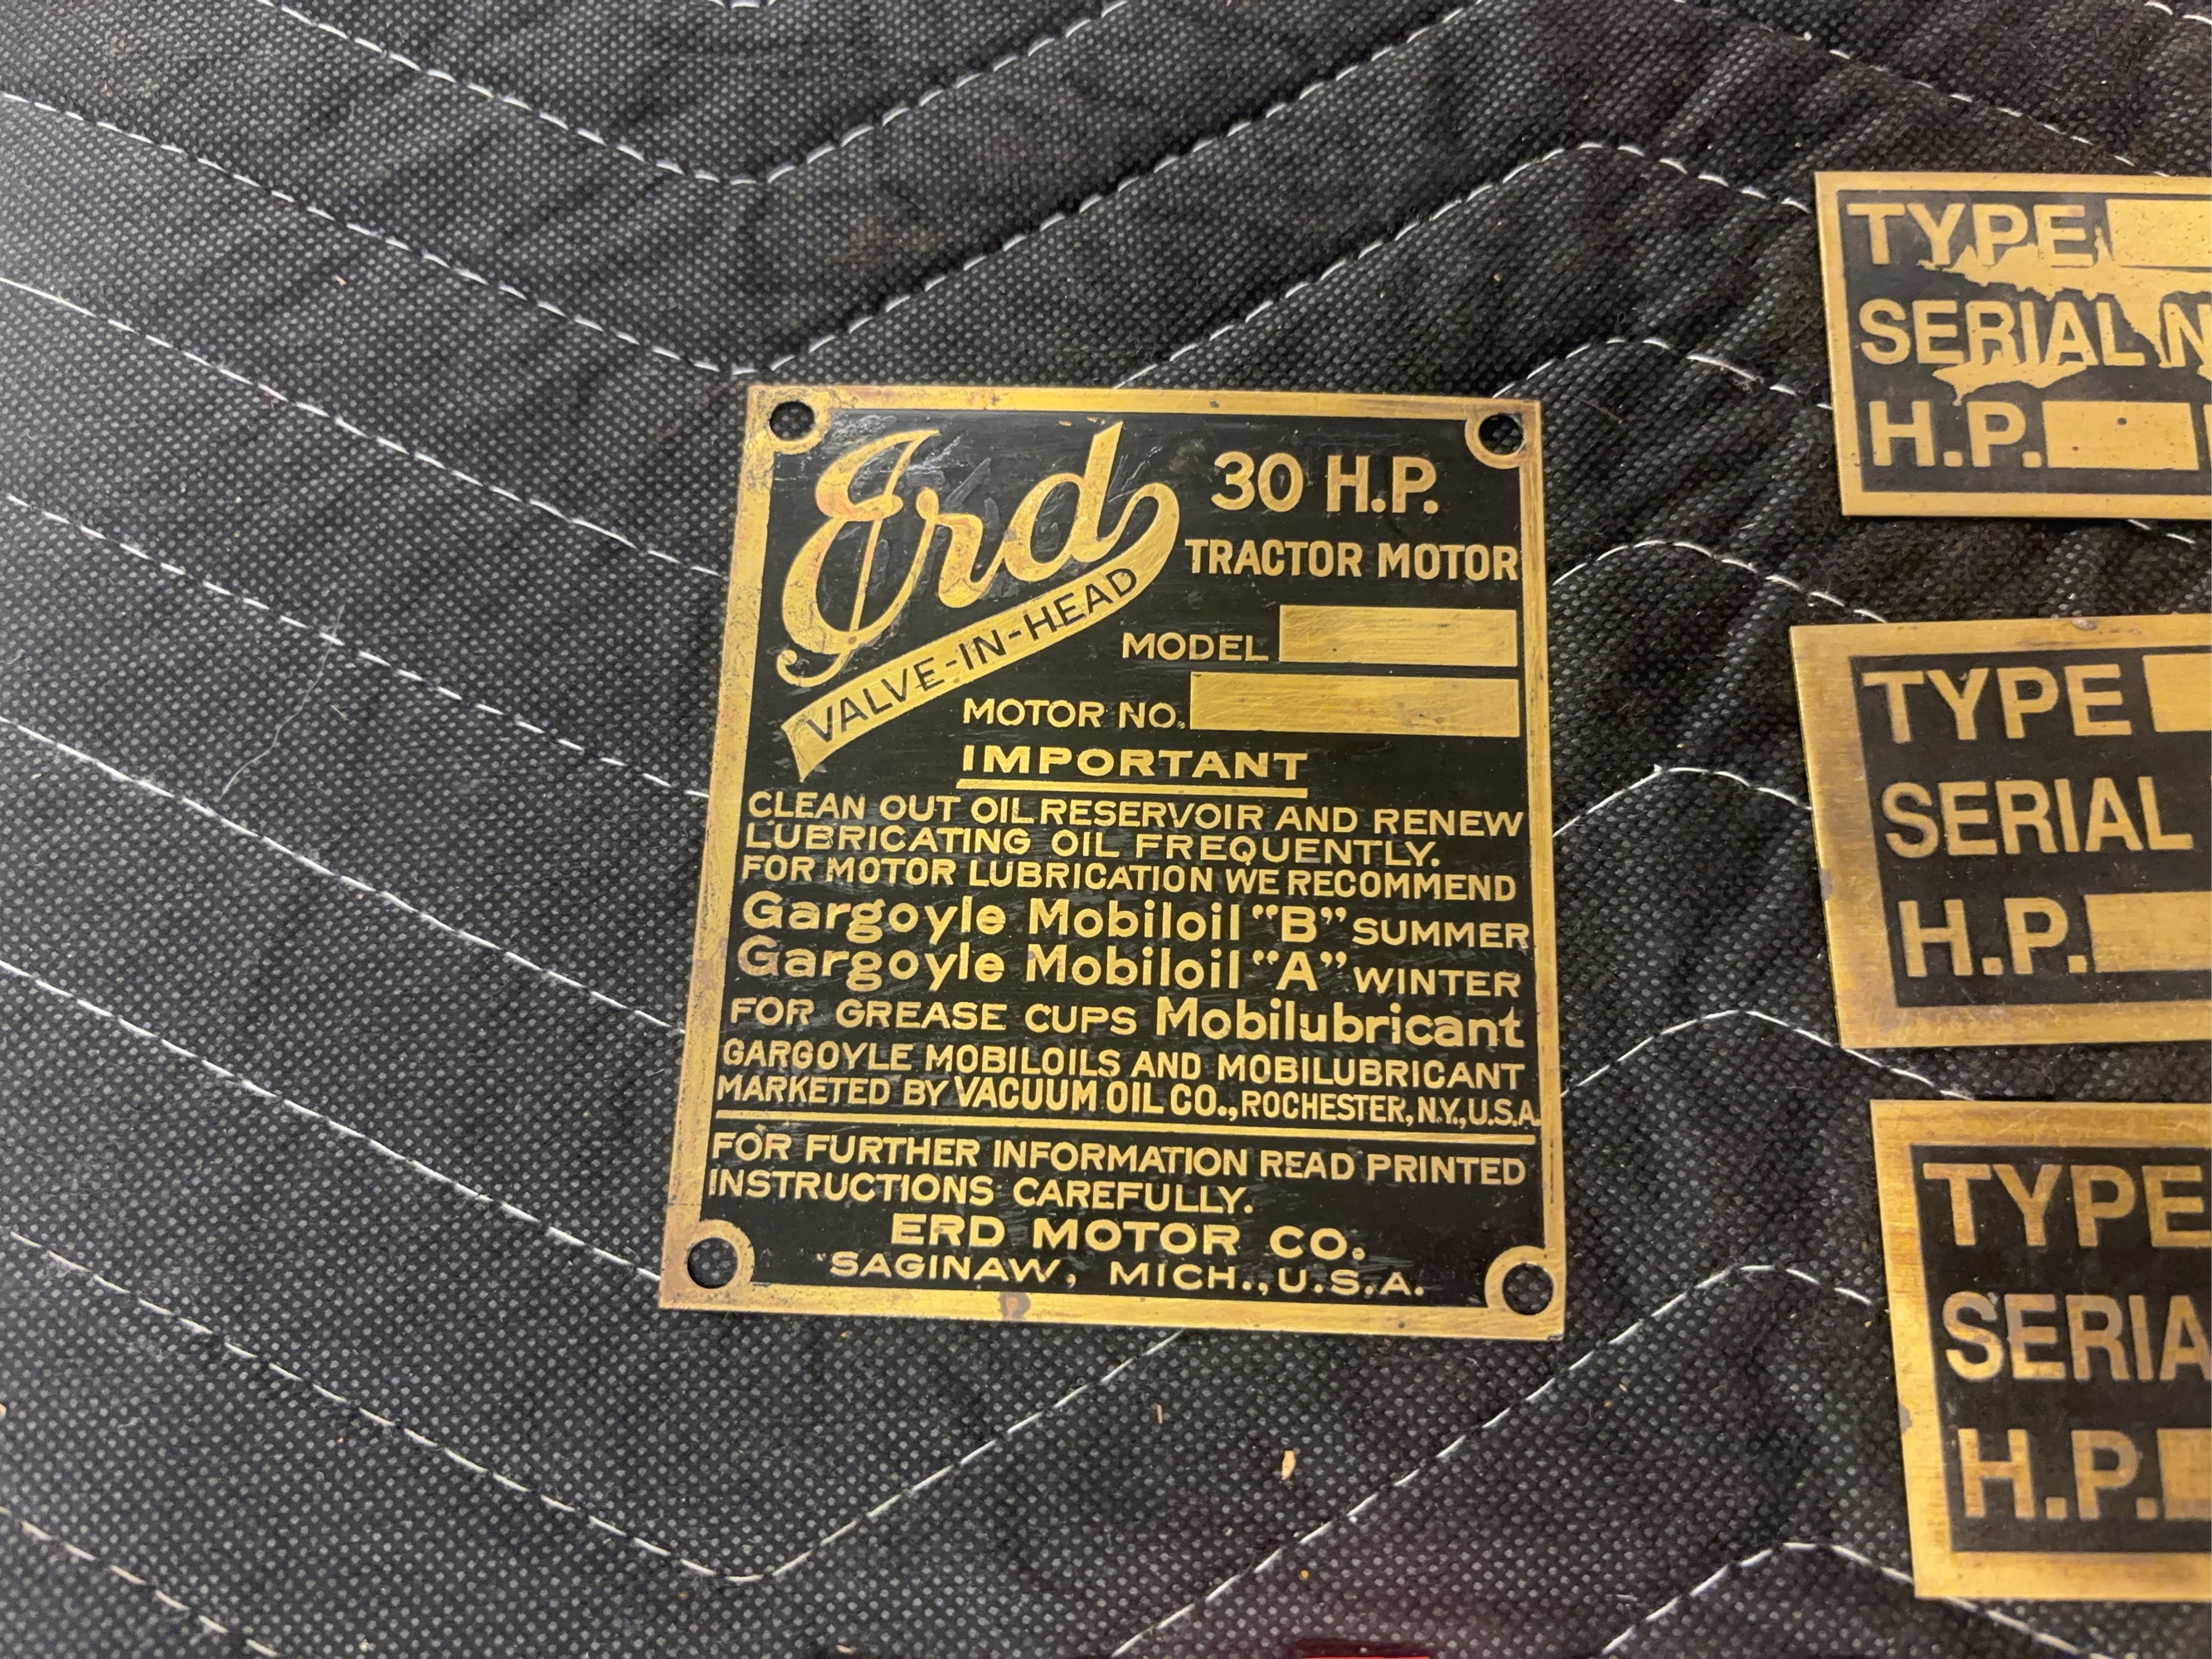 Erd
VALVE-IN-HEAD
30 H.P.
TRACTOR MOTOR
MODEL
MOTOR NO.
IMPORTANT
CLEAN OUT OIL RESERVOIR AND RENEW
LUBRICATING OIL FREQUENTLY.
FOR MOTOR LUBRICATION WE RECOMMEND
Gargoyle Mobiloil "B" SUMMER
Gargoyle Mobiloil "A" WINTER
FOR GREASE CUPS Mobilubricant
GARGOYLE MOBILOILS AND MOBILUBRICANT
MARKETED BY VACUUM OIL CO., ROCHESTER, N.Y., U.S.A.
FOR FURTHER INFORMATION READ PRINTED
INSTRUCTIONS CAREFULLY.
ERD MOTOR CO.
SAGINAW, MICH., U.S.A.
TYPE
SERIAL N
H.P.
TYPE
SERIAL
H.P.
TYPE
SERIA
H.P.